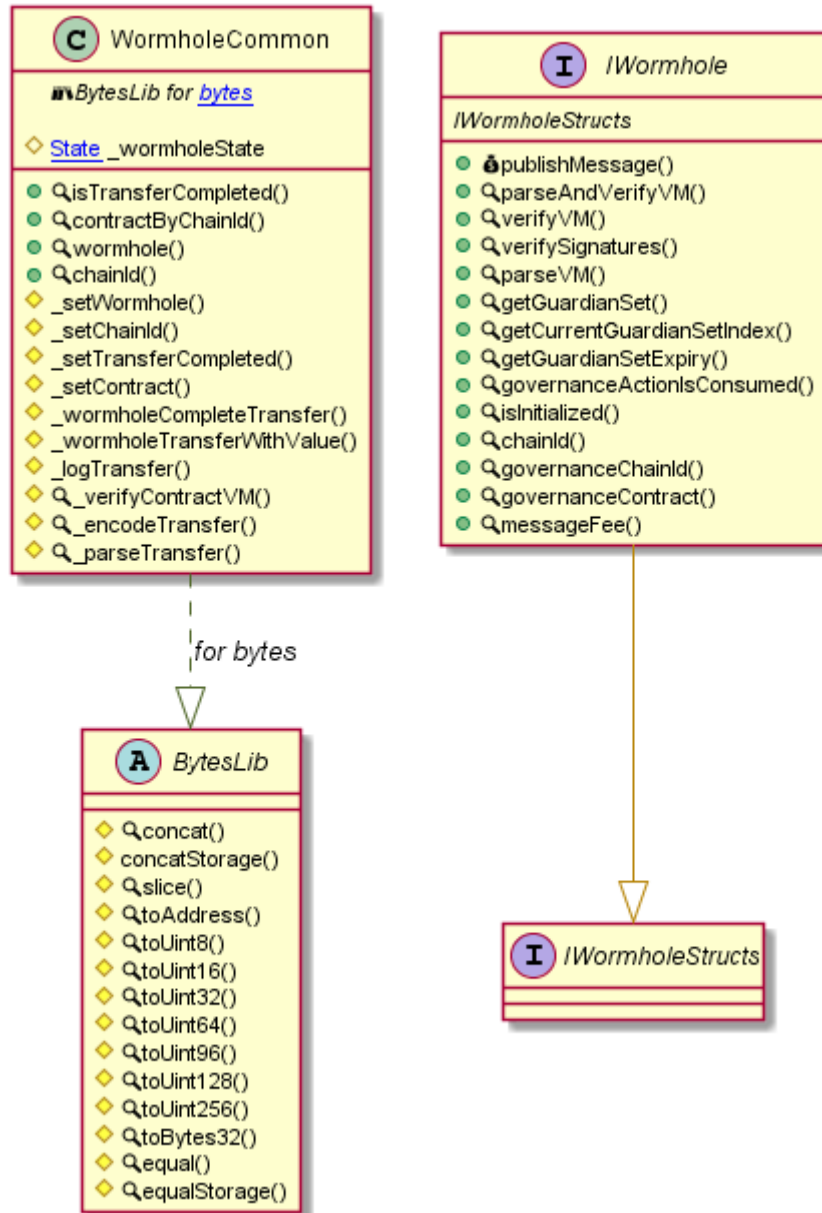 C WormholeCommon
BytesLib for bytes
State _wormholeState
isTransferCompleted()
contractByChainId()
wormhole()
chainId()
_setWormhole()
_setChainId()
_setTransferCompleted()
_setContract()
_wormholeCompleteTransfer()
_wormholeTransferWithValue()
_logTransfer()
_verifyContractVM()
_encodeTransfer()
_parseTransfer()
for bytes
A BytesLib
concat()
concatStorage()
slice()
toAddress()
toUint8()
toUint16()
toUint32()
toUint64()
toUint96()
toUint128()
toUint256()
toBytes32()
equal()
equalStorage()
I IWormhole
IWormholeStructs
publishMessage()
parseAndVerifyVM()
verifyVM()
verifySignatures()
parseVM()
getGuardianSet()
getCurrentGuardianSetIndex()
getGuardianSetExpiry()
governanceActionIsConsumed()
isInitialized()
chainId()
governanceChainId()
governanceContract()
messageFee()
I IWormholeStructs